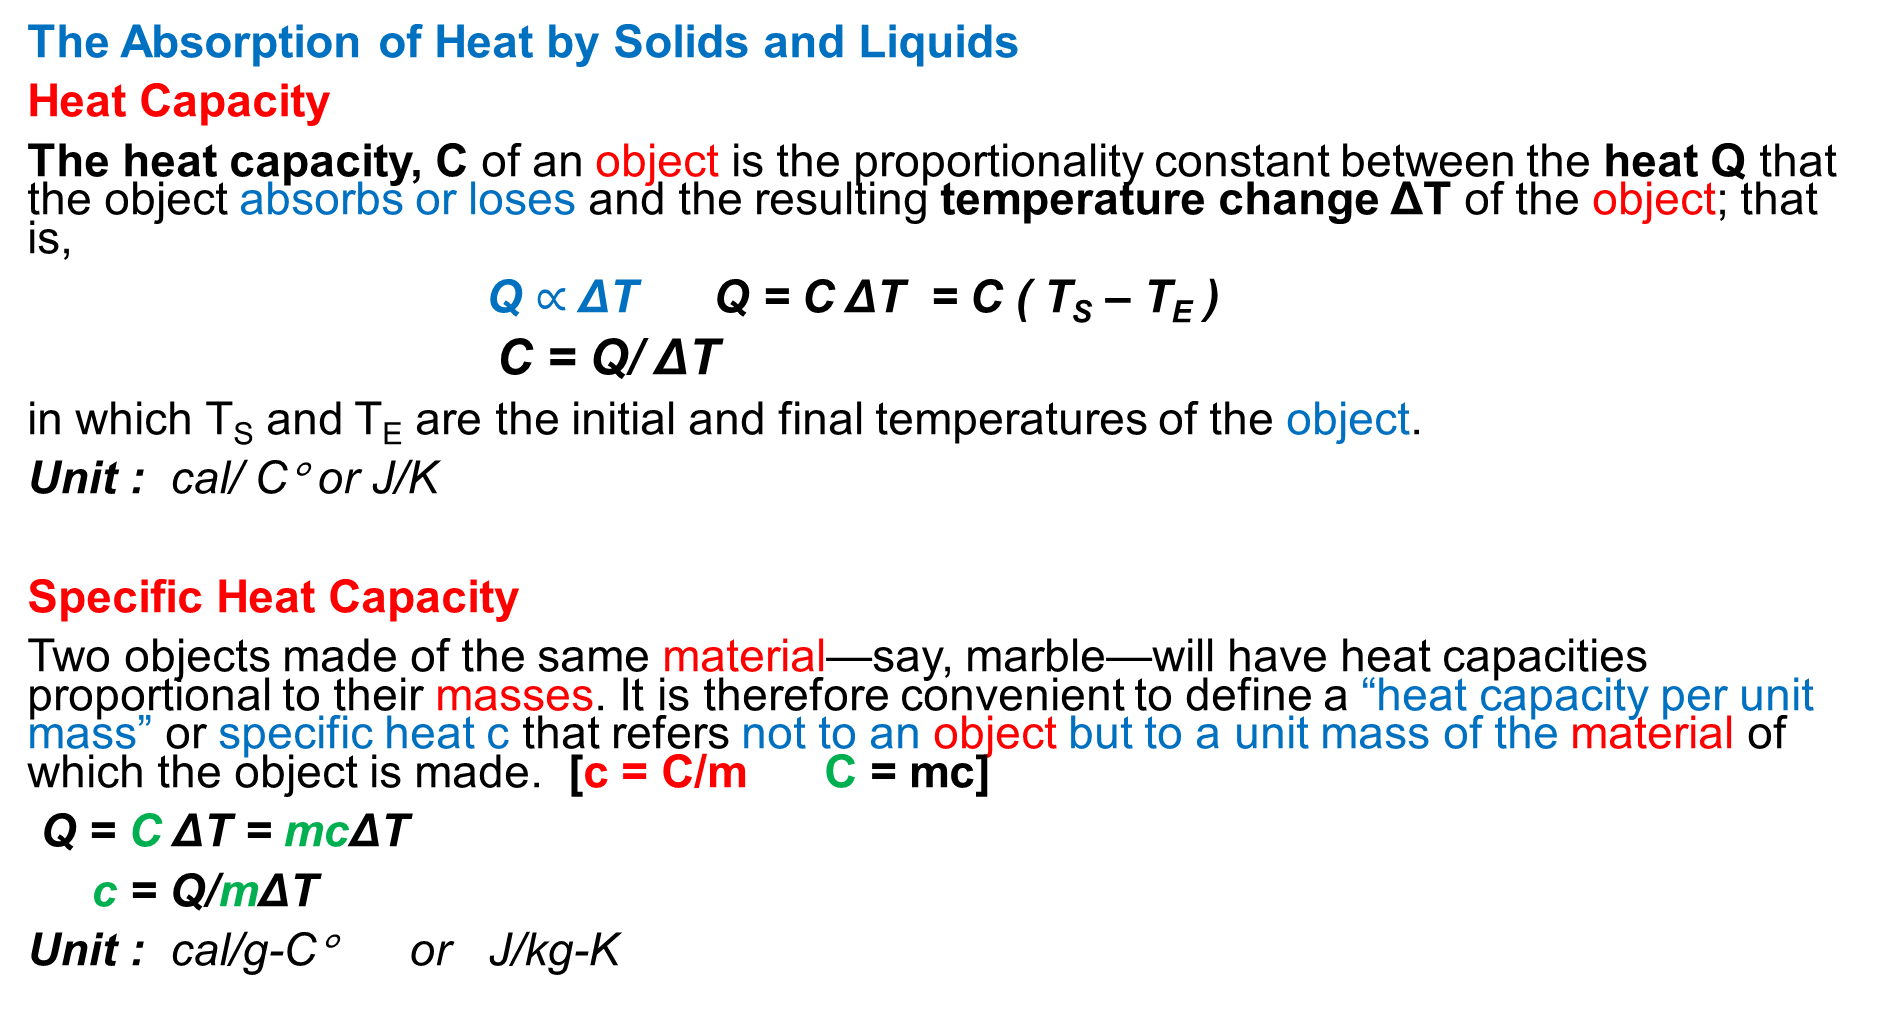 The Absorption of Heat by Solids and Liquids
Heat Capacity
The heat capacity, C of an object is the proportionality constant between the heat Q that
the object absorbs or loses and the resulting temperature change ΔT of the object; that
is,
Q ∝ ΔT Q = C ΔT = C ( T_S – T_E )
C = Q/ ΔT
in which T_S and T_E are the initial and final temperatures of the object.
Unit : cal/ C° or J/K
Specific Heat Capacity
Two objects made of the same material—say, marble—will have heat capacities
proportional to their masses. It is therefore convenient to define a “heat capacity per unit
mass” or specific heat c that refers not to an object but to a unit mass of the material of
which the object is made. [c = C/m C = mc]
Q = C ΔT = mcΔT
c = Q/mΔT
Unit : cal/g-C° or J/kg-K